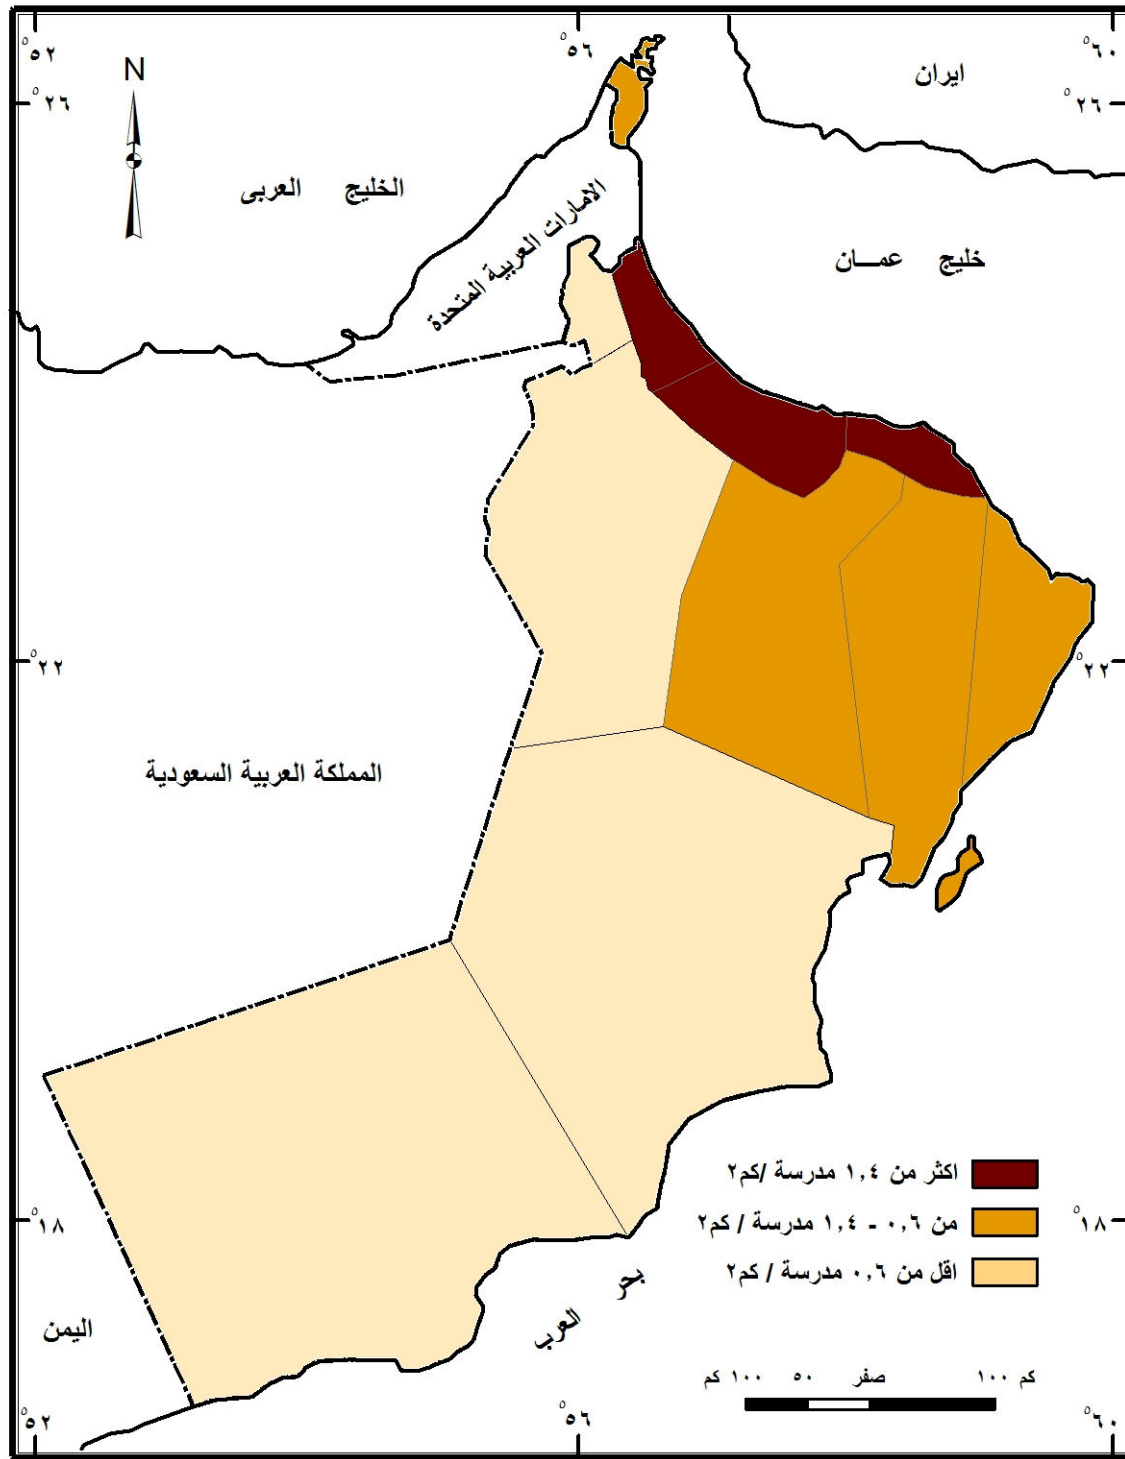 °٥٢
°٥٦
°٦٠
N
°٢٦
ايران
°٢٦
الخليج العربى
الامارات العربية المتحدة
خليج عمـــان
°٢٢
°٢٢
المملكة العربية السعودية
اكثر من ١,٤ مدرسة /كم٢
من ٠,٦ - ١,٤ مدرسة / كم٢
اقل من ٠,٦ مدرسة / كم٢
°١٨
°١٨
بحر العرب
اليمن
كم ١٠٠ صفر ٥٠ ١٠٠ كم
°٥٢
°٥٦
°٦٠